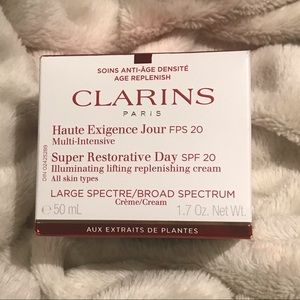 SOINS ANTI-ÂGE DENSITÉ
AGE REPLENISH
CLARINS
PARIS
Haute Exigence Jour FPS 20
Multi-Intensive
Super Restorative Day SPF 20
Illuminating lifting replenishing cream
All skin types
LARGE SPECTRE/BROAD SPECTRUM
Crème/Cream
℮ 50 mL 1.7 Oz. Net Wt.
AUX EXTRAITS DE PLANTES